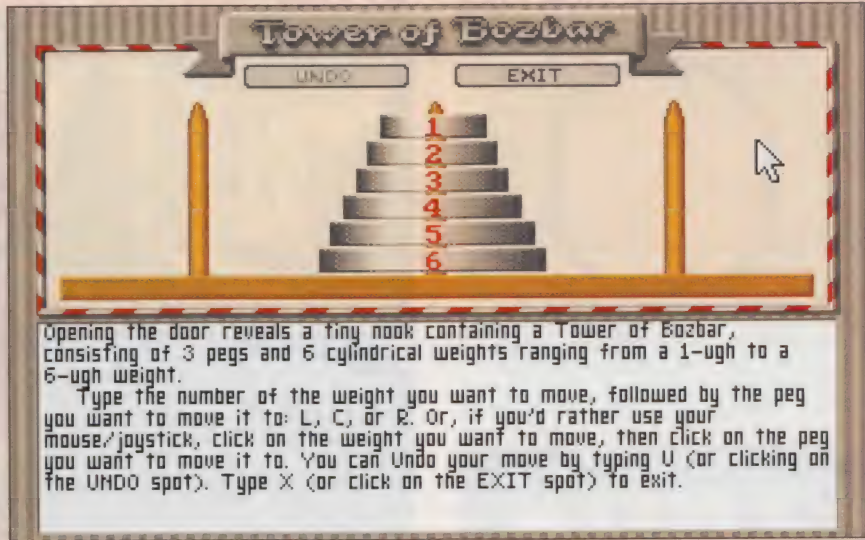 Tower of Bozbar
UNDO
EXIT
1
2
3
4
5
6
Opening the door reveals a tiny nook containing a Tower of Bozbar,
consisting of 3 pegs and 6 cylindrical weights ranging from a 1-ugh to a
6-ugh weight.
Type the number of the weight you want to move, followed by the peg
you want to move it to: L, C, or R. Or, if you'd rather use your
mouse/joystick, click on the weight you want to move, then click on the peg
you want to move it to. You can Undo your move by typing U (or clicking on
the UNDO spot). Type X (or click on the EXIT spot) to exit.